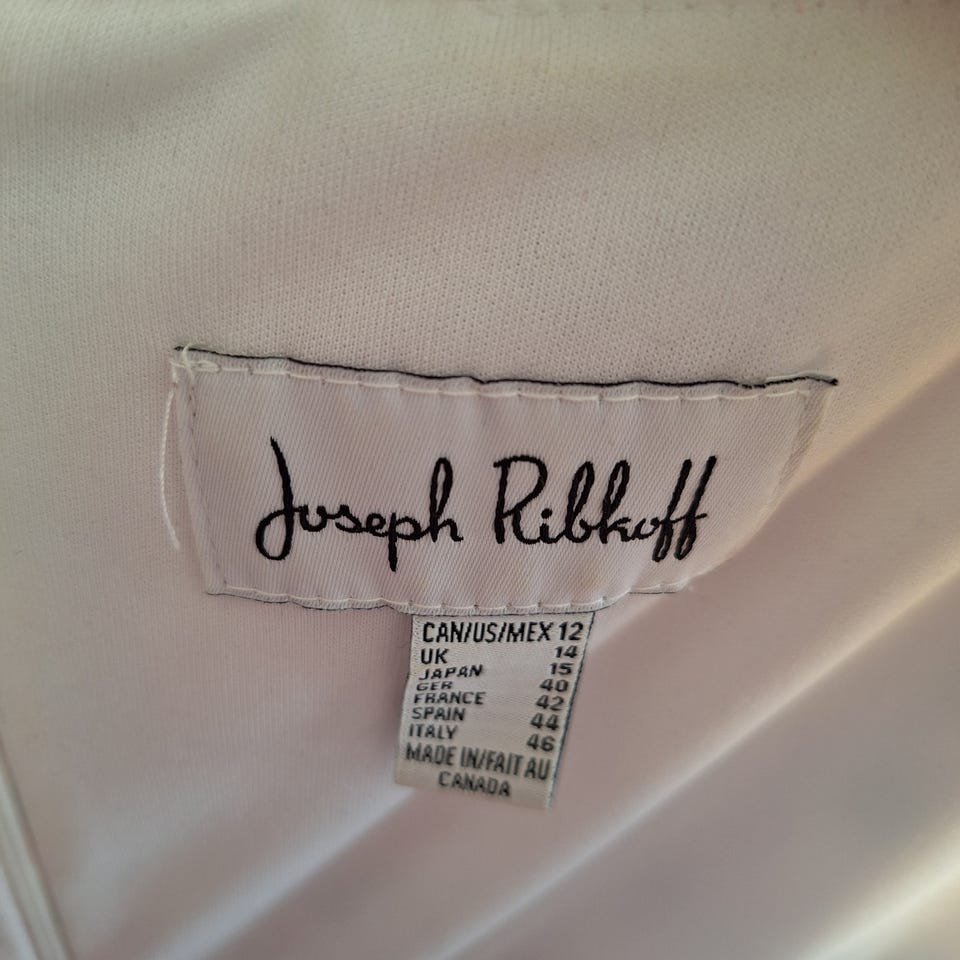 Joseph Ribkoff
CAN/US/MEX 12
UK 14
JAPAN 15
GER 40
FRANCE 42
SPAIN 44
ITALY 46
MADE IN/FAIT AU
CANADA